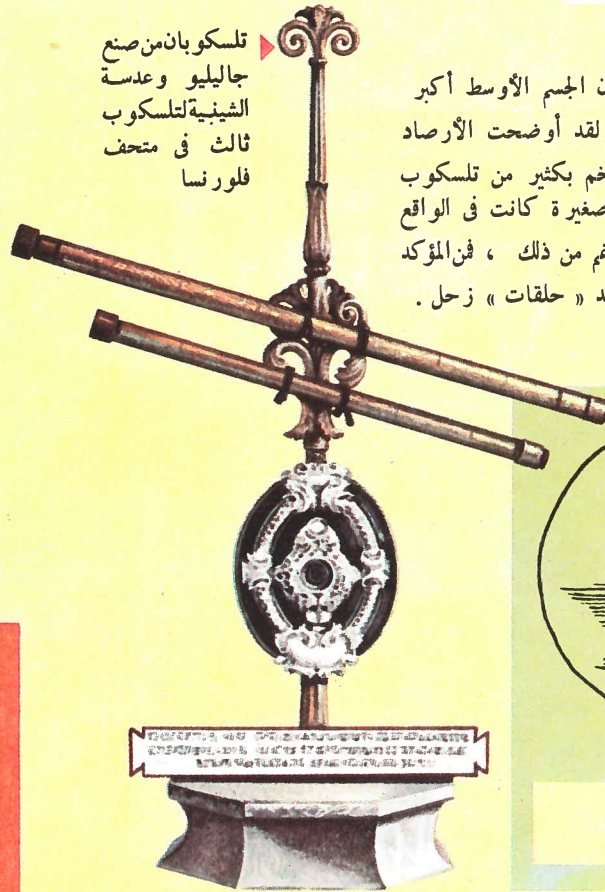 تلسكوبان من صنع
جاليليو وعدسة
الشيئية لتلسكوب
ثالث فى متحف
فلورنسا
ن الجسم الأوسط أكبر
لقد أوضحت الأرصاد
خم بكثير من تلسكوب
صغيرة كانت فى الواقع
غم من ذلك ، فمن المؤكد
د « حلقات » زحل .